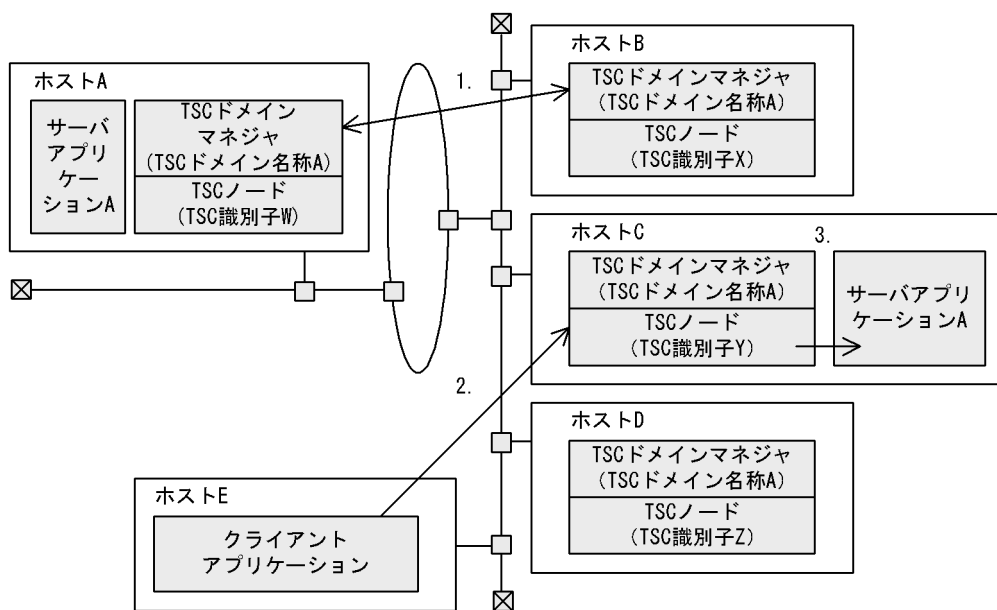 ホストA
サーバ
アプリ
ケー
ションA
TSCドメイン
マネジャ
(TSCドメイン名称A)
TSCノード
(TSC識別子W)
1.
ホストB
TSCドメインマネジャ
(TSCドメイン名称A)
TSCノード
(TSC識別子X)
ホストC
3.
TSCドメインマネジャ
(TSCドメイン名称A)
TSCノード
(TSC識別子Y)
サーバアプリ
ケーションA
2.
ホストD
TSCドメインマネジャ
(TSCドメイン名称A)
TSCノード
(TSC識別子Z)
ホストE
クライアント
アプリケーション